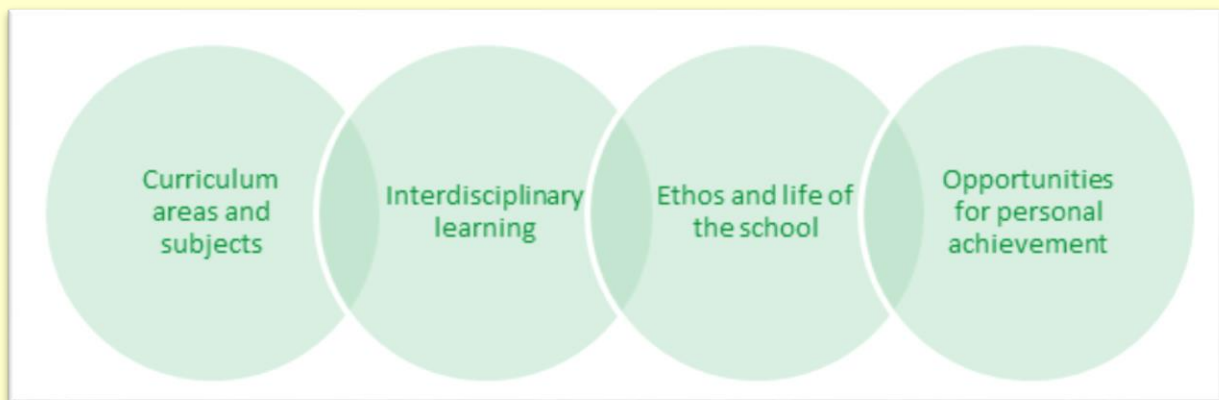 Curriculum
areas and
subjects
Interdisciplinary
learning
Ethos and life of
the school
Opportunities
for personal
achievement